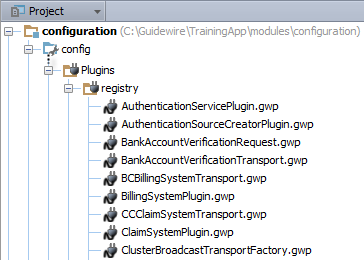 Project
configuration (C:\Guidewire\TrainingApp\modules\configuration)
config
Plugins
registry
AuthenticationServicePlugin.gwp
AuthenticationSourceCreatorPlugin.gwp
BankAccountVerificationRequest.gwp
BankAccountVerificationTransport.gwp
BCBillingSystemTransport.gwp
BillingSystemPlugin.gwp
CCClaimSystemTransport.gwp
ClaimSystemPlugin.gwp
ClusterBroadcastTransportFactory.gwp